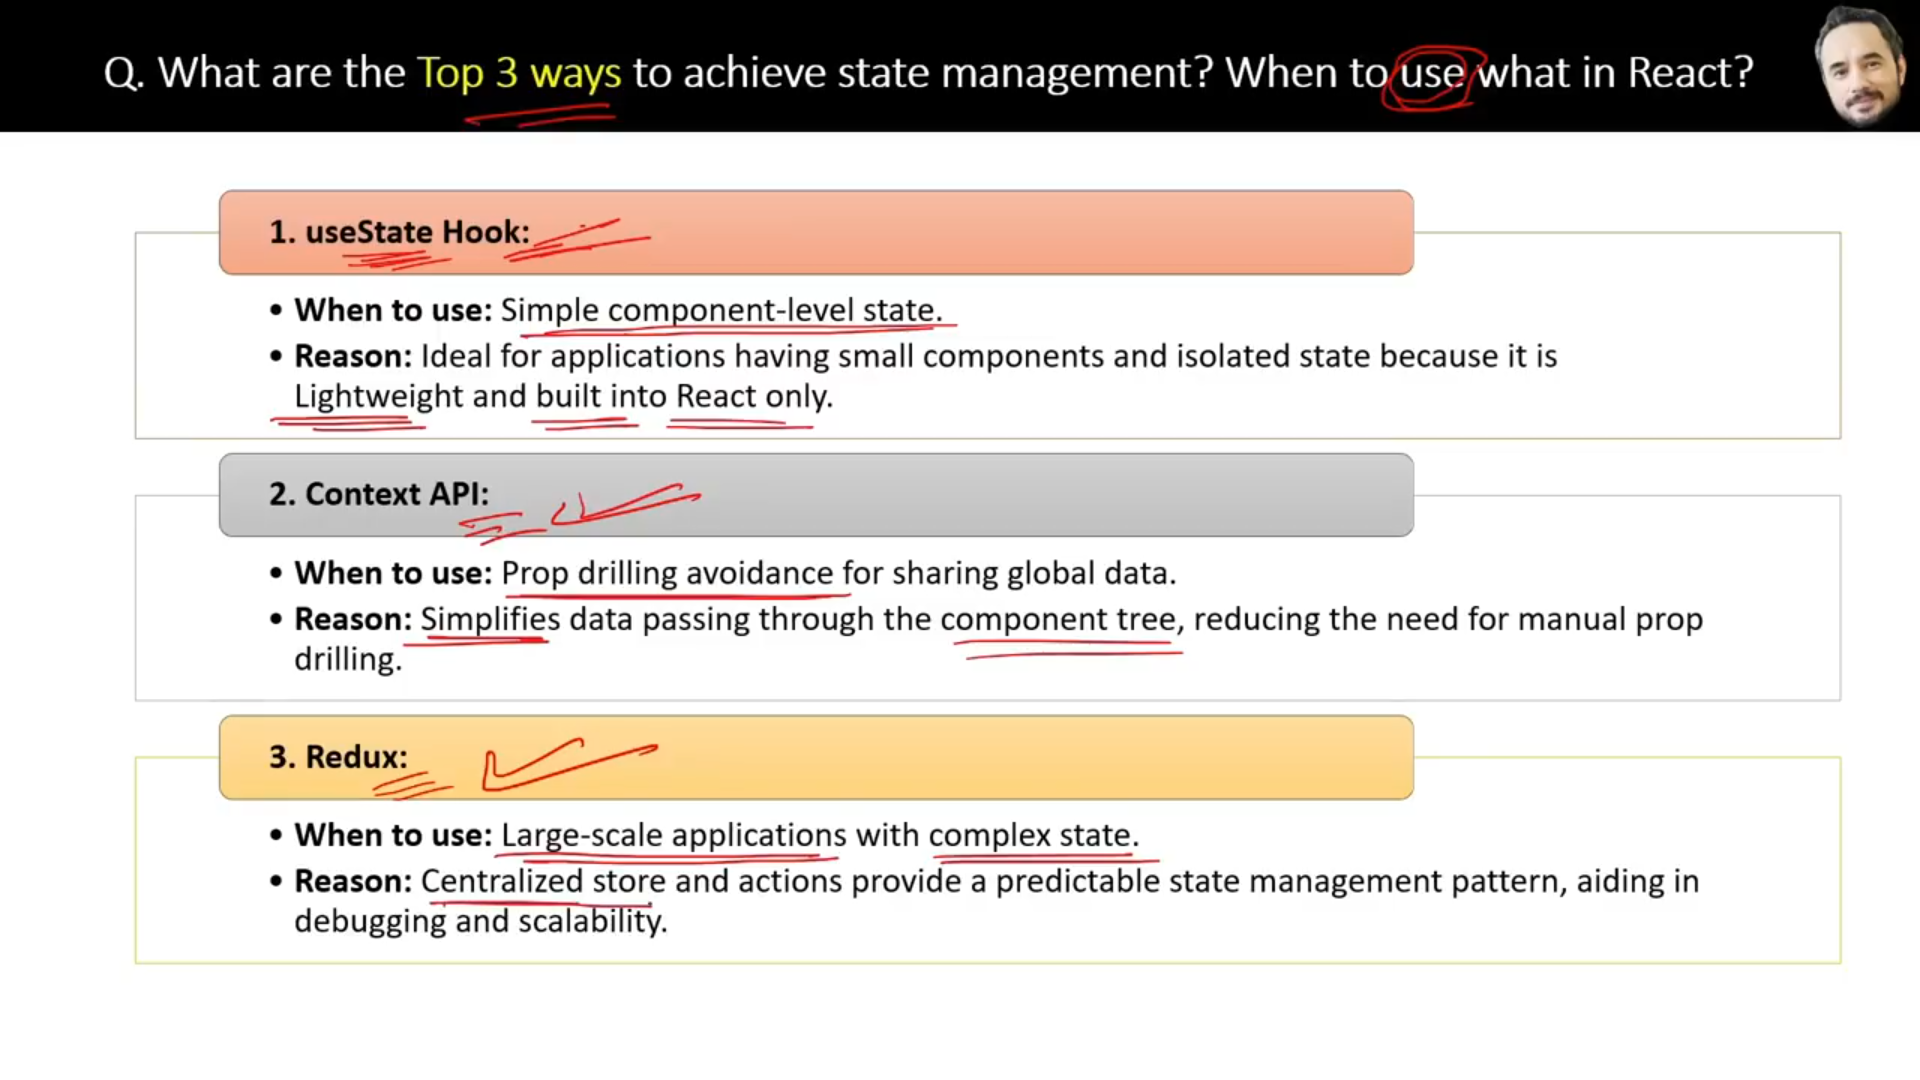 Q. What are the Top 3 ways to achieve state management? When to use what in React?
1. useState Hook:
• When to use: Simple component-level state.
• Reason: Ideal for applications having small components and isolated state because it is
Lightweight and built into React only.
2. Context API:
• When to use: Prop drilling avoidance for sharing global data.
• Reason: Simplifies data passing through the component tree, reducing the need for manual prop
drilling.
3. Redux:
• When to use: Large-scale applications with complex state.
• Reason: Centralized store and actions provide a predictable state management pattern, aiding in
debugging and scalability.